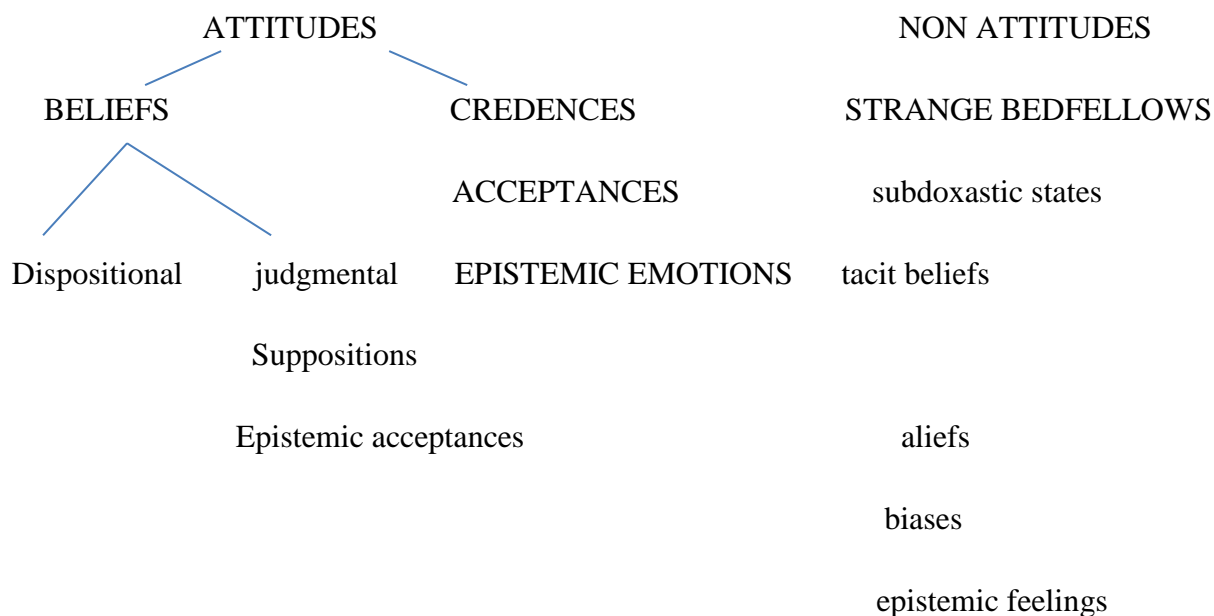 ATTITUDES NON ATTITUDES
BELIEFS CREDENCES STRANGE BEDFELLOWS
ACCEPTANCES subdoxastic states
Dispositional judgmental EPISTEMIC EMOTIONS tacit beliefs
Suppositions
Epistemic acceptances aliefs
biases
epistemic feelings